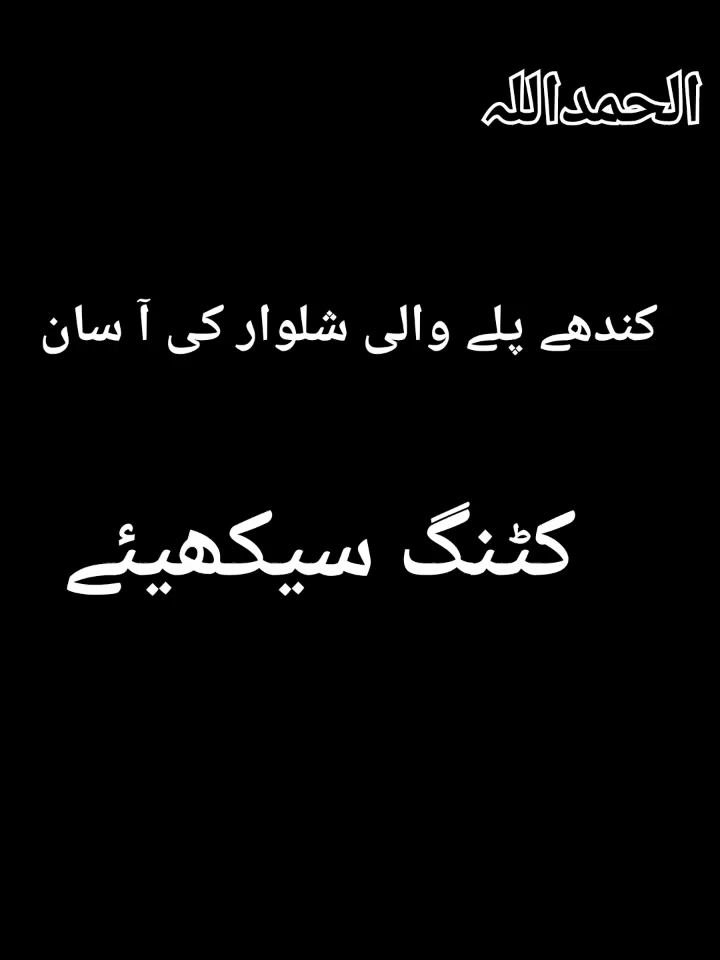 الحمداللہ
کندھے پلے والی شلوار کی آ سان
کٹنگ سیکھیئے